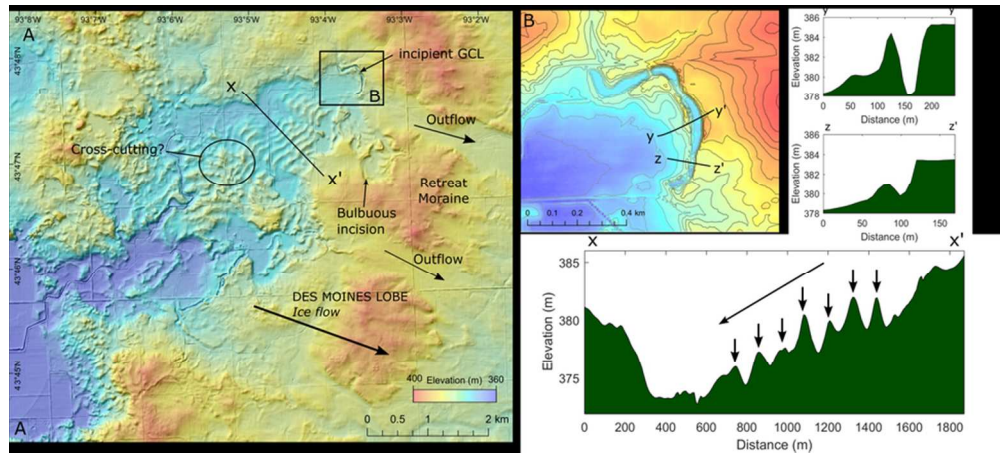 A
93°8'W 93°7'W 93°6'W 93°5'W 93°4'W 93°3'W 93°2'W
43°48'N
43°47'N
43°46'N
43°45'N
incipient GCL
B
X
X'
Outflow
Cross-cutting?
Retreat
Moraine
Bulbuous
incision
Outflow
DES MOINES LOBE
Ice flow
400 Elevation (m) 360
0 0.5 1 2 km
A
B
y'
y
z
z'
0 0.2 0.4 km
y y'
Elevation (m)
386
384
382
380
378
0 50 100 150 200
Distance (m)
z z'
Elevation (m)
386
384
382
380
378
0 50 100 150
Distance (m)
X X'
Elevation (m)
385
380
375
0 200 400 600 800 1000 1200 1400 1600 1800
Distance (m)